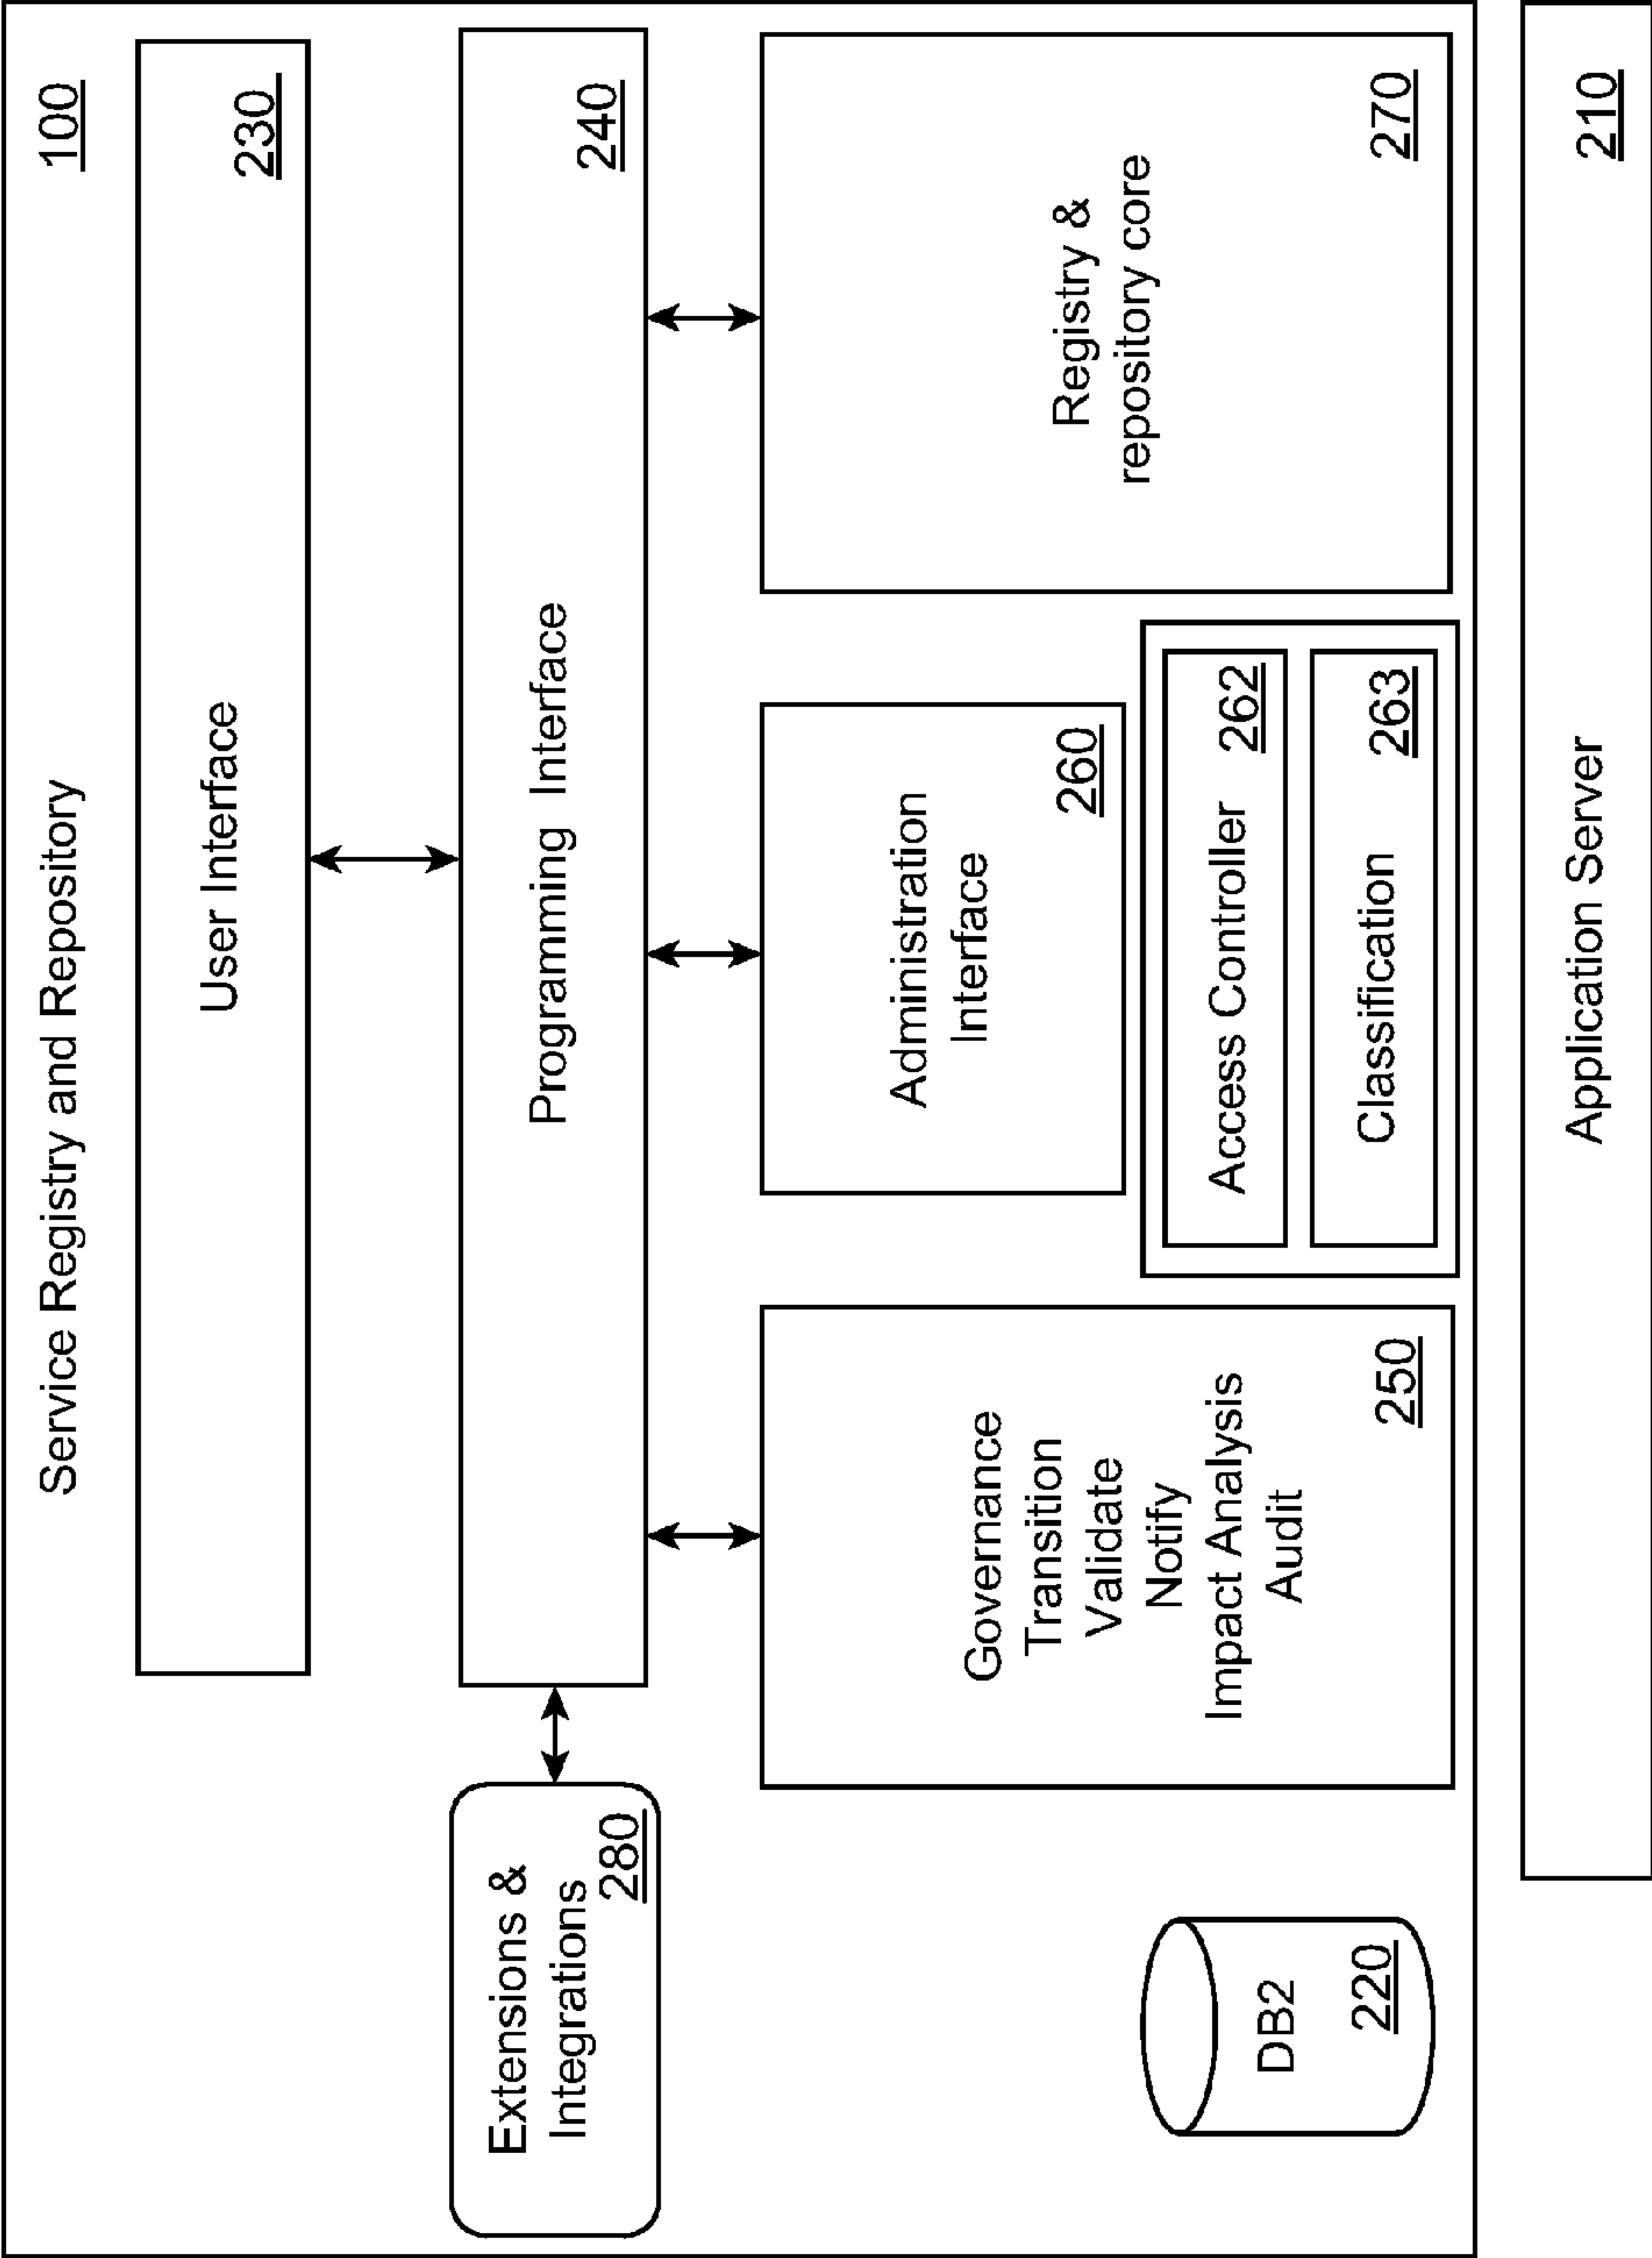 Service Registry and Repository
100
User Interface
230
Extensions &
Integrations
280
Programming Interface
240
Governance
Transition
Validate
Notify
Impact Analysis
Audit
250
Administration
Interface
260
Registry &
repository core
270
Access Controller 262
Classification 263
DB2
220
Application Server
210